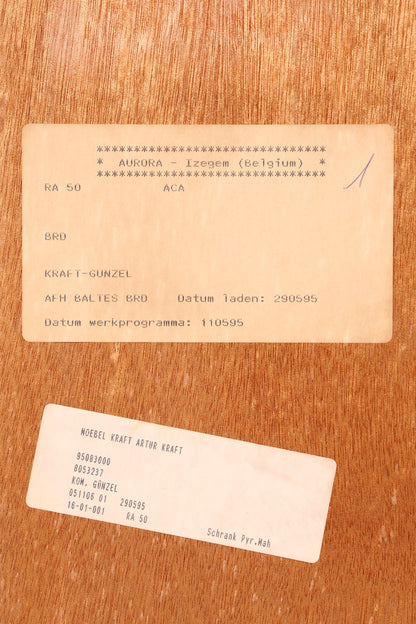 *******************************
* AURORA - Izegem (Belgium) *
*******************************
1
RA 50 ACA
BRD
KRAFT-GUNZEL
AFH BALTES BRD Datum laden: 290595
Datum werkprogramma: 110595
MOEBEL KRAFT ARTUR KRAFT
95083000
8053237
KOM. GÜNZEL
051106 01 290595
16-01-001 RA 50
Schrank Pyr.Mah